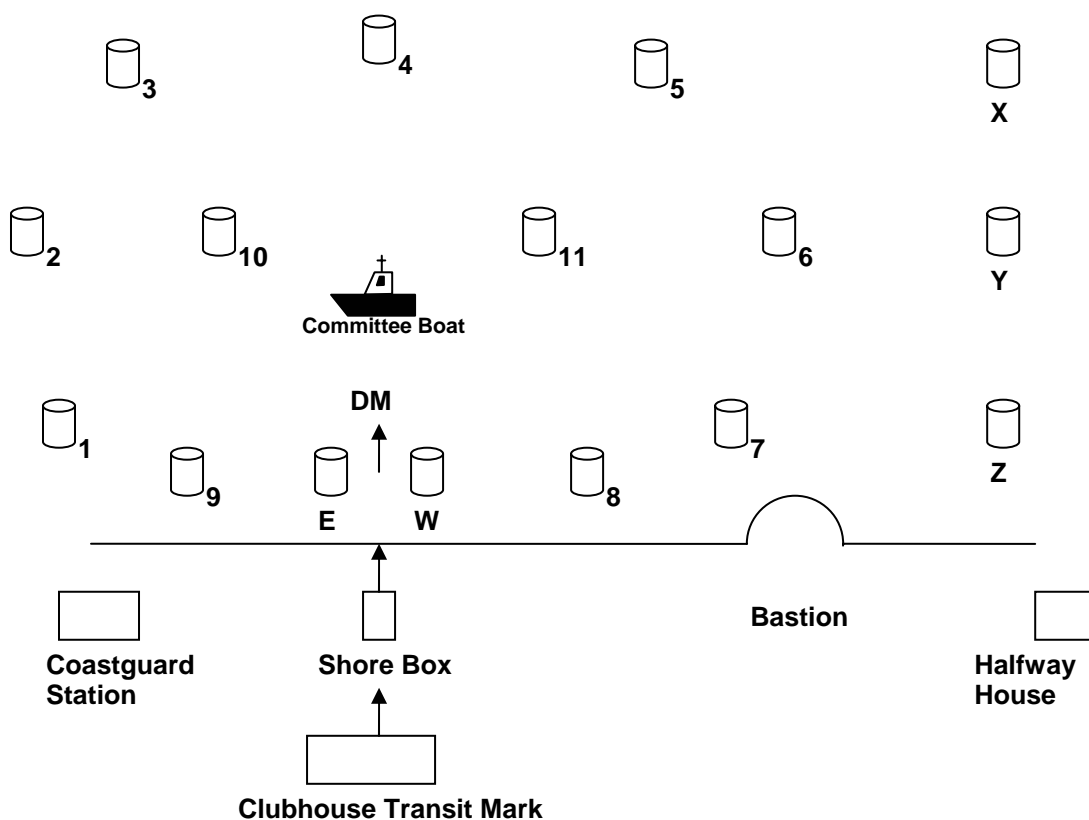 3
4
5
X
2
10
11
6
Y
Committee Boat
DM
1
9
E
W
8
7
Z
Bastion
Coastguard
Station
Shore Box
Halfway
House
Clubhouse Transit Mark